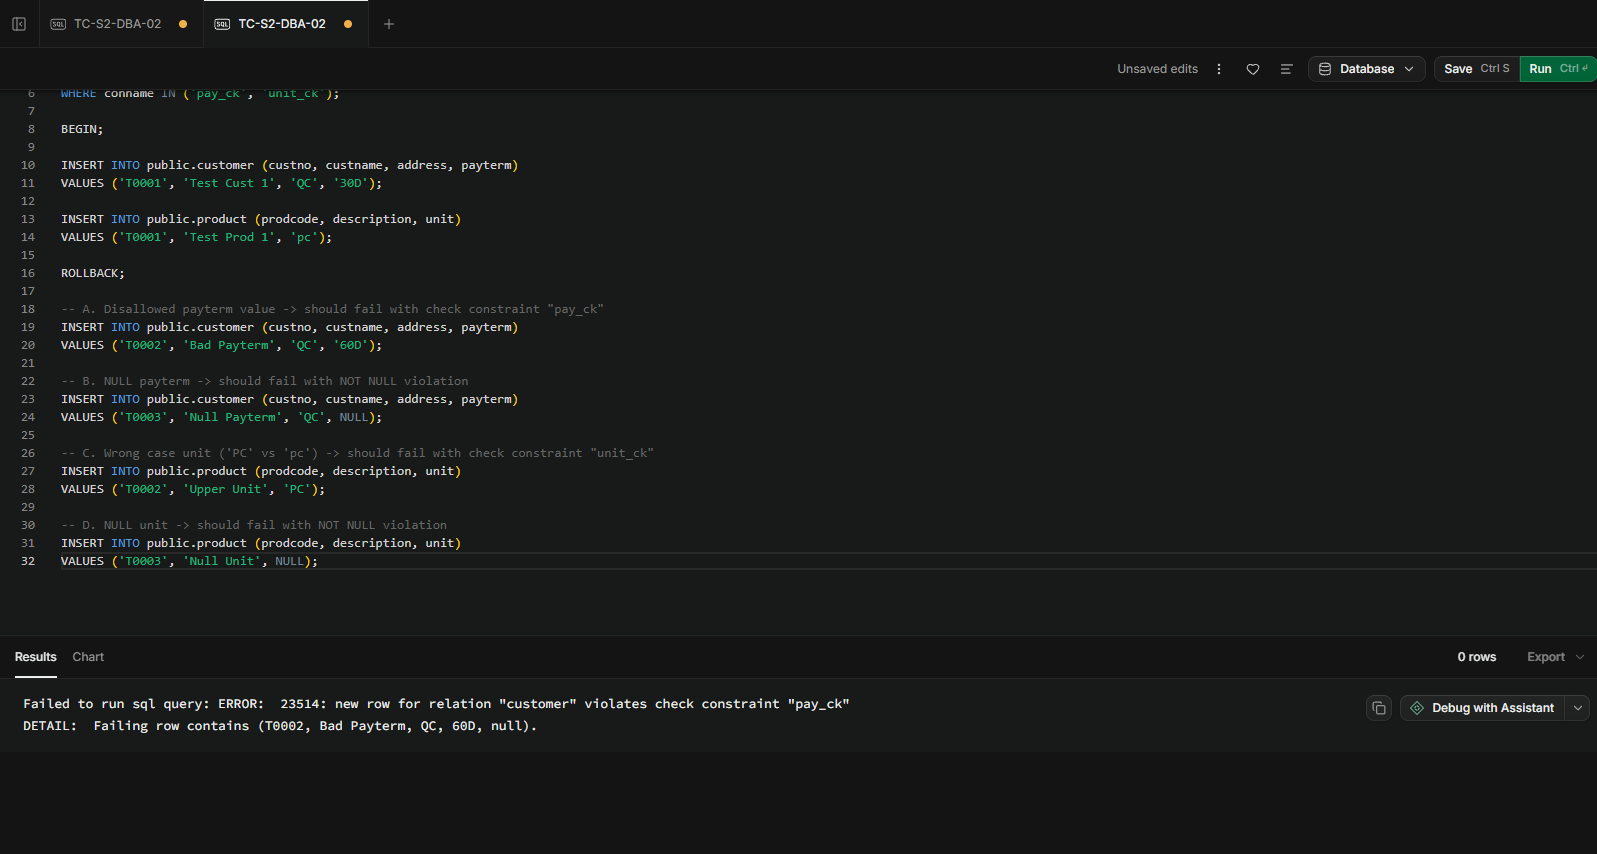 SQL TC-S2-DBA-02
SQL TC-S2-DBA-02
Unsaved edits Database Save Ctrl S Run Ctrl ↵
6 WHERE conname IN ('pay_ck', 'unit_ck');
7
8 BEGIN;
9
10 INSERT INTO public.customer (custno, custname, address, payterm)
11 VALUES ('T0001', 'Test Cust 1', 'QC', '30D');
12
13 INSERT INTO public.product (prodcode, description, unit)
14 VALUES ('T0001', 'Test Prod 1', 'pc');
15
16 ROLLBACK;
17
18 -- A. Disallowed payterm value -> should fail with check constraint "pay_ck"
19 INSERT INTO public.customer (custno, custname, address, payterm)
20 VALUES ('T0002', 'Bad Payterm', 'QC', '60D');
21
22 -- B. NULL payterm -> should fail with NOT NULL violation
23 INSERT INTO public.customer (custno, custname, address, payterm)
24 VALUES ('T0003', 'Null Payterm', 'QC', NULL);
25
26 -- C. Wrong case unit ('PC' vs 'pc') -> should fail with check constraint "unit_ck"
27 INSERT INTO public.product (prodcode, description, unit)
28 VALUES ('T0002', 'Upper Unit', 'PC');
29
30 -- D. NULL unit -> should fail with NOT NULL violation
31 INSERT INTO public.product (prodcode, description, unit)
32 VALUES ('T0003', 'Null Unit', NULL);
Results Chart 0 rows Export
Failed to run sql query: ERROR:  23514: new row for relation "customer" violates check constraint "pay_ck"
DETAIL:  Failing row contains (T0002, Bad Payterm, QC, 60D, null).
Debug with Assistant